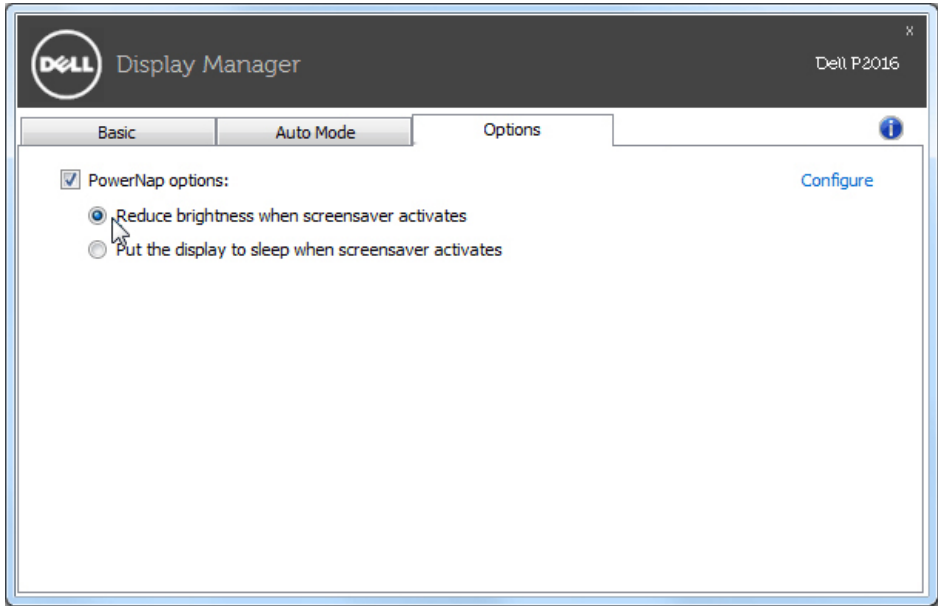 x
DELL
Display Manager
Dell P2016
Basic
Auto Mode
Options
i
PowerNap options:
Configure
Reduce brightness when screensaver activates
Put the display to sleep when screensaver activates